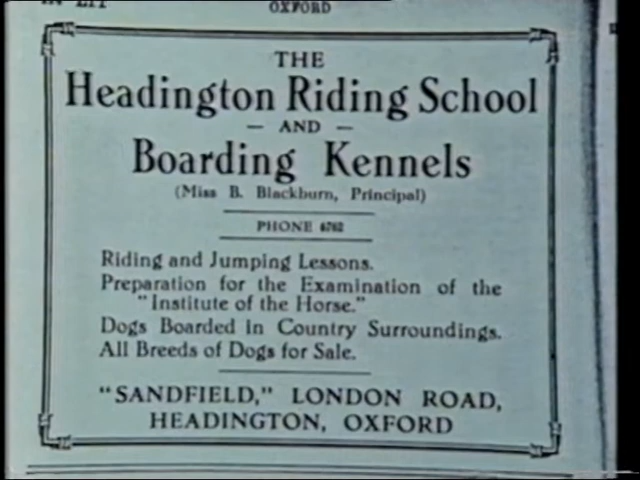 OXFORD
THE
Headington Riding School
— AND —
Boarding Kennels
(Miss B. Blackburn, Principal)
PHONE 6762
Riding and Jumping Lessons.
Preparation for the Examination of the
"Institute of the Horse."
Dogs Boarded in Country Surroundings.
All Breeds of Dogs for Sale.
"SANDFIELD," LONDON ROAD,
HEADINGTON, OXFORD